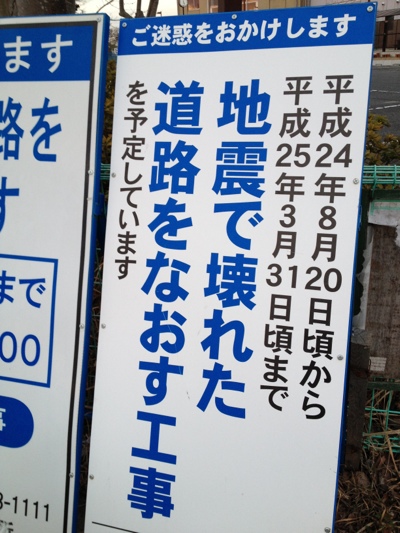 ご迷惑をおかけします
平成24年8月20日頃から
平成25年3月31日頃まで
地震で壊れた
道路をなおす工事
を予定しています
ます
路を
す
まで
00
事
3-1111